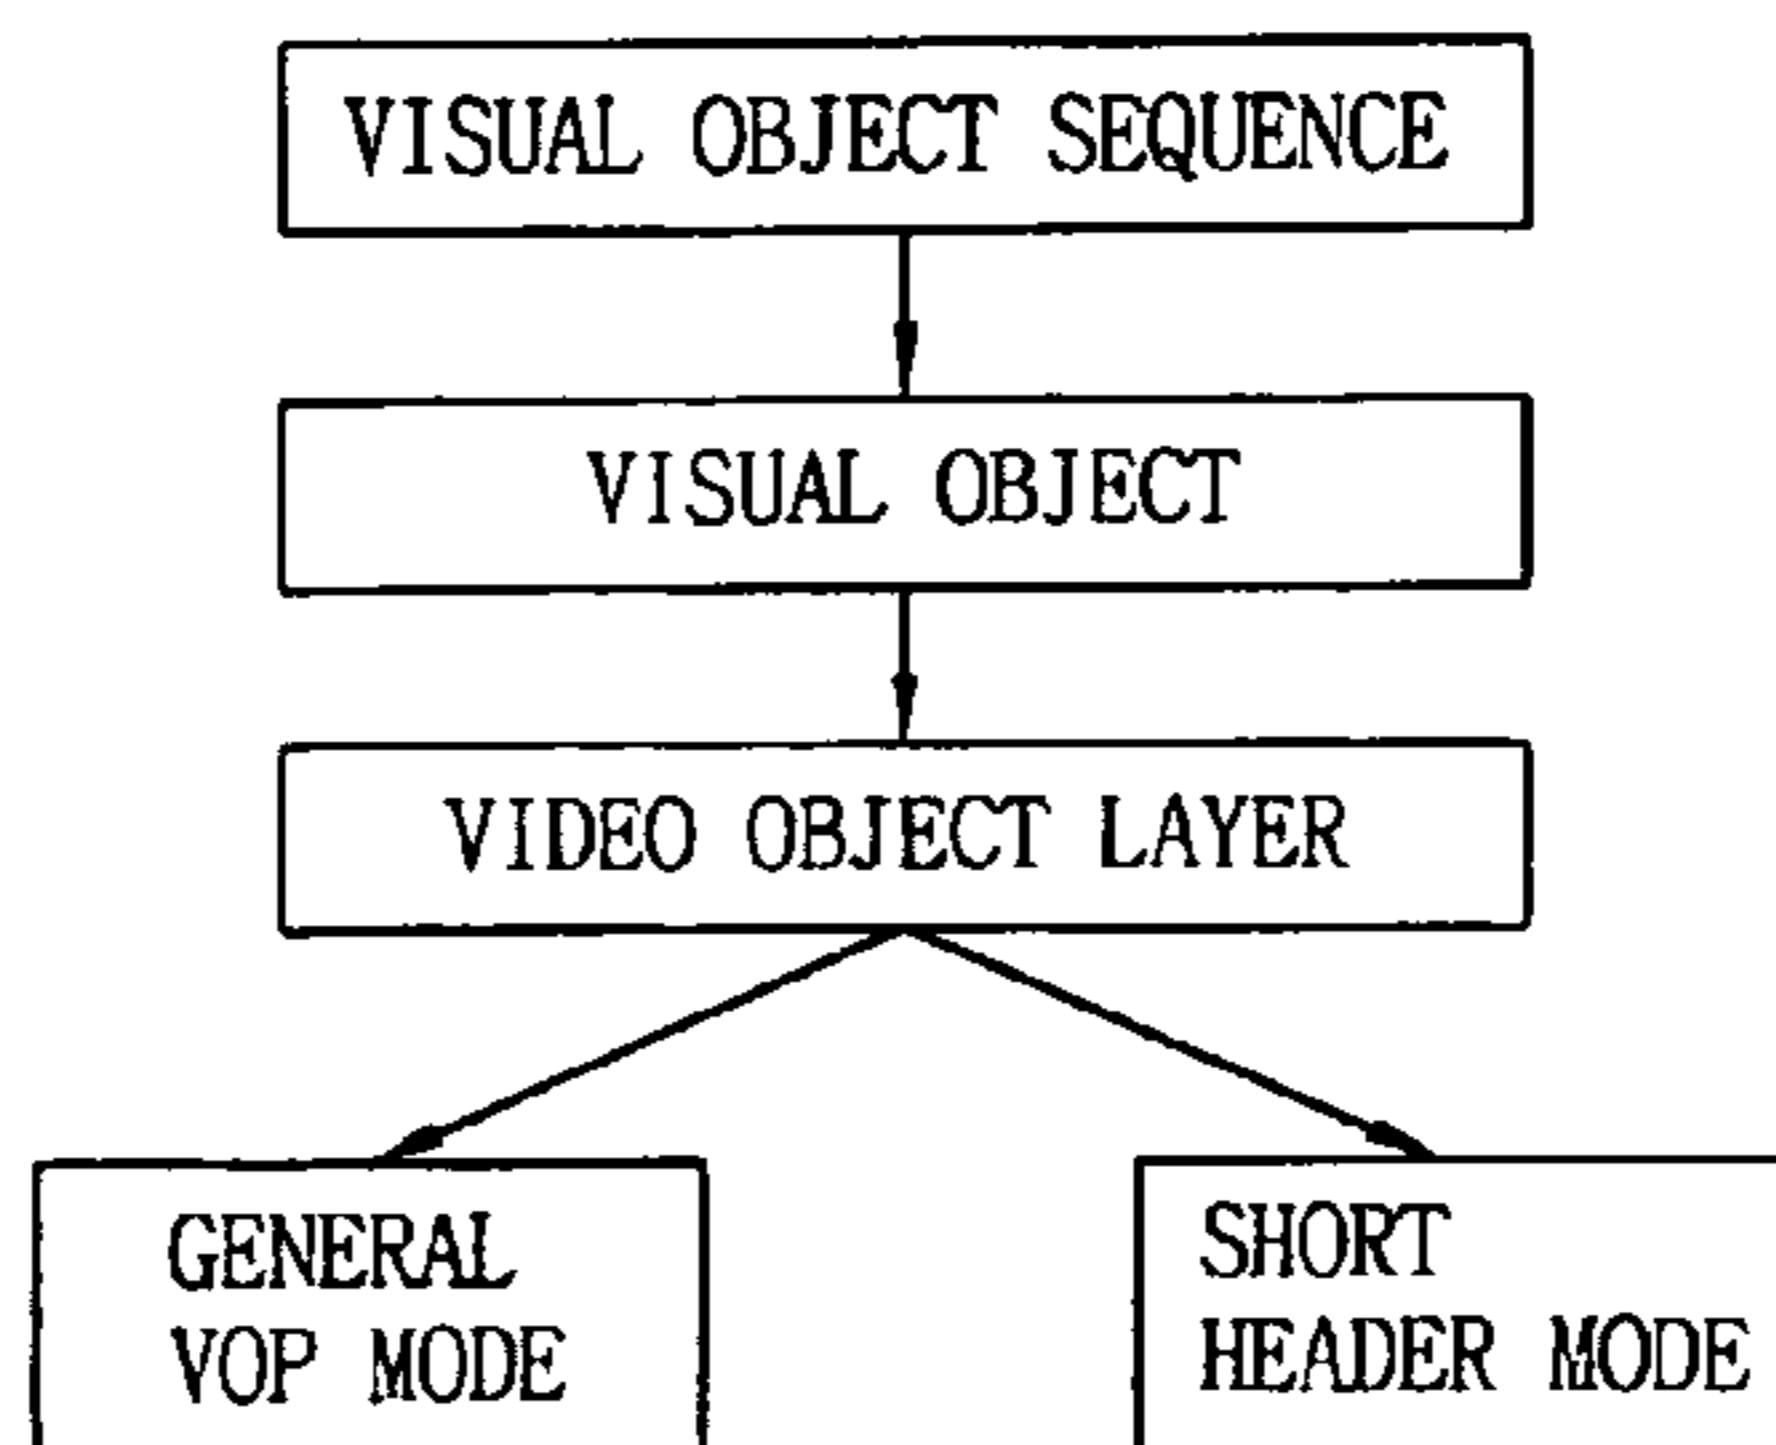 VISUAL OBJECT SEQUENCE
VISUAL OBJECT
VIDEO OBJECT LAYER
GENERAL
VOP MODE
SHORT
HEADER MODE